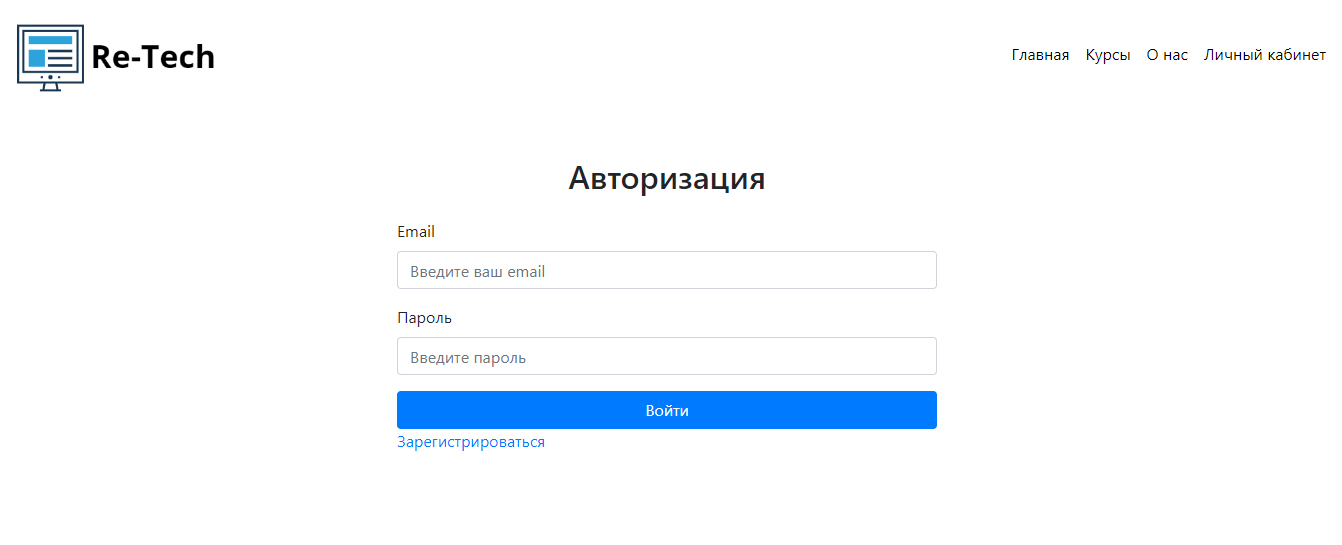 Re-Tech
Главная Курсы О нас Личный кабинет
Авторизация
Email
Введите ваш email
Пароль
Введите пароль
Войти
Зарегистрироваться